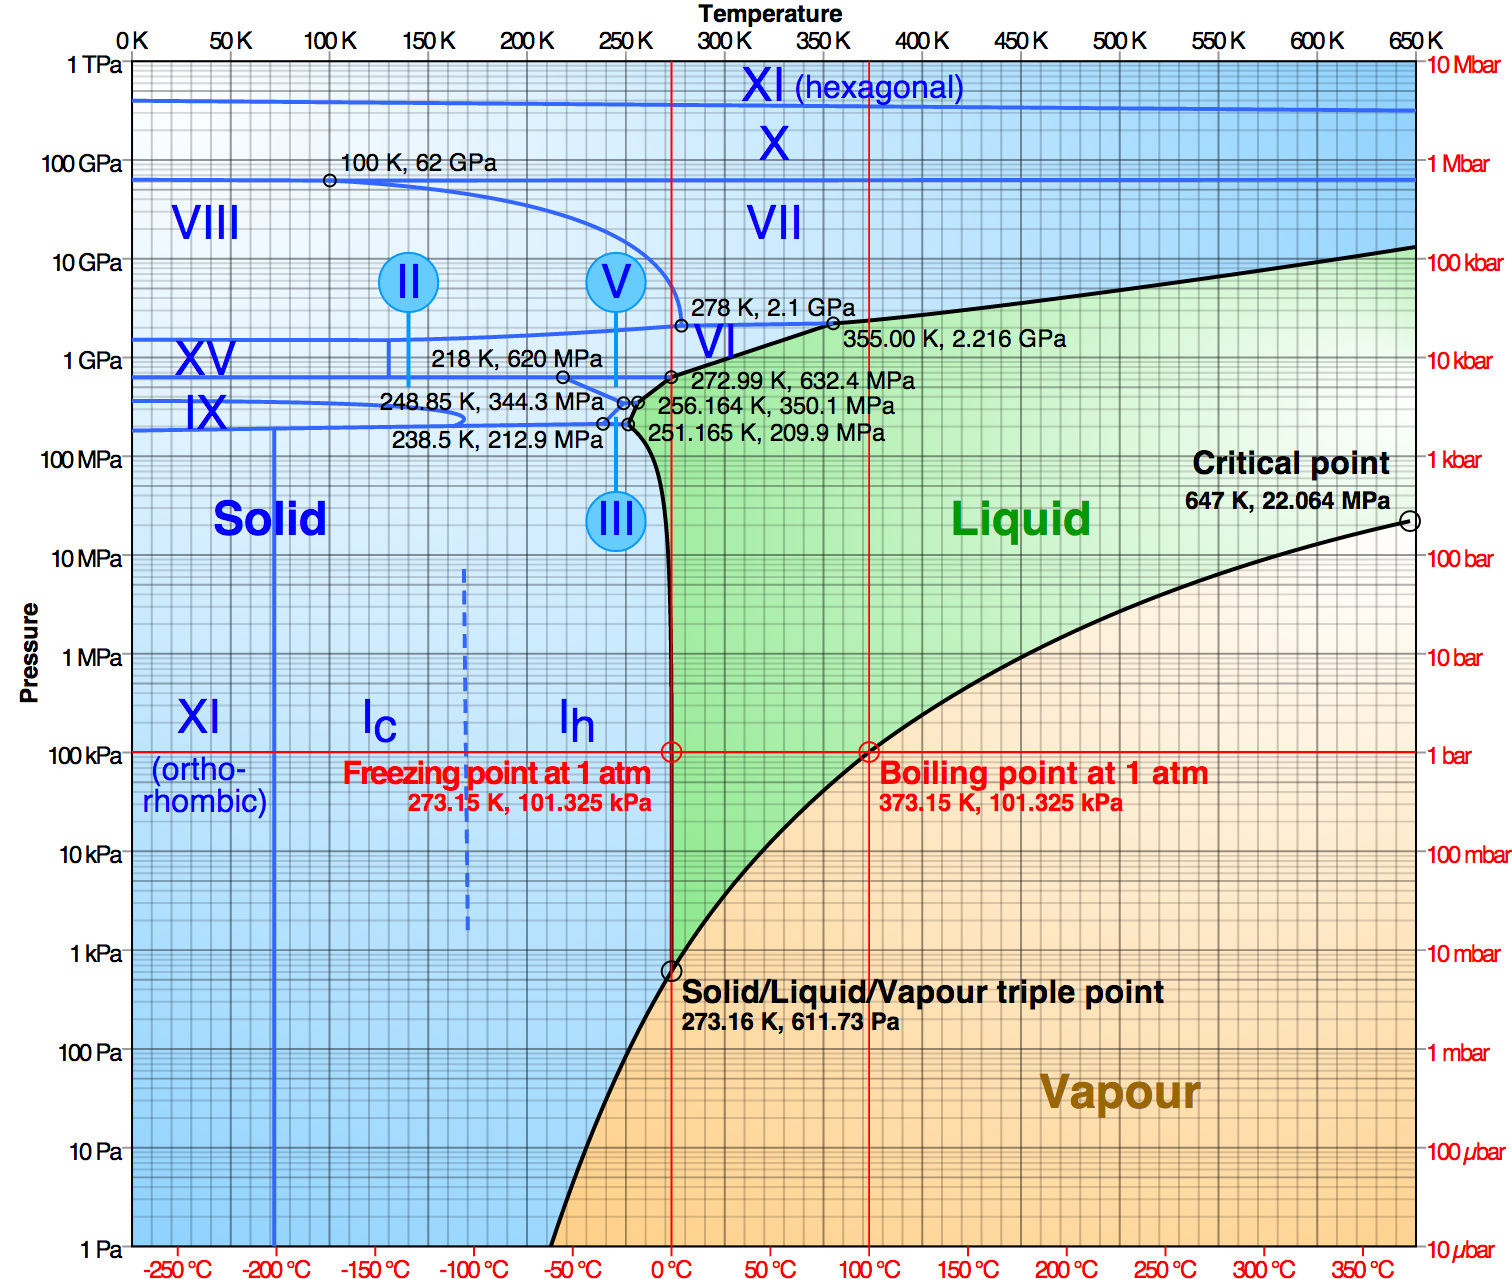 Temperature
0 K 50 K 100 K 150 K 200 K 250 K 300 K 350 K 400 K 450 K 500 K 550 K 600 K 650 K
1 TPa
10 Mbar
XI (hexagonal)
X
100 GPa
100 K, 62 GPa
1 Mbar
VIII
VII
10 GPa
II
V
100 kbar
278 K, 2.1 GPa
VI
355.00 K, 2.216 GPa
1 GPa
XV
218 K, 620 MPa
10 kbar
272.99 K, 632.4 MPa
IX
248.85 K, 344.3 MPa
256.164 K, 350.1 MPa
238.5 K, 212.9 MPa
251.165 K, 209.9 MPa
100 MPa
1 kbar
Critical point
647 K, 22.064 MPa
Solid
III
Liquid
10 MPa
100 bar
Pressure
1 MPa
10 bar
XI
Ic
Ih
100 kPa
1 bar
(ortho-
rhombic)
Freezing point at 1 atm
273.15 K, 101.325 kPa
Boiling point at 1 atm
373.15 K, 101.325 kPa
10 kPa
100 mbar
1 kPa
10 mbar
Solid/Liquid/Vapour triple point
273.16 K, 611.73 Pa
100 Pa
1 mbar
Vapour
10 Pa
100 µbar
1 Pa
10 µbar
-250 °C -200 °C -150 °C -100 °C -50 °C 0 °C 50 °C 100 °C 150 °C 200 °C 250 °C 300 °C 350 °C